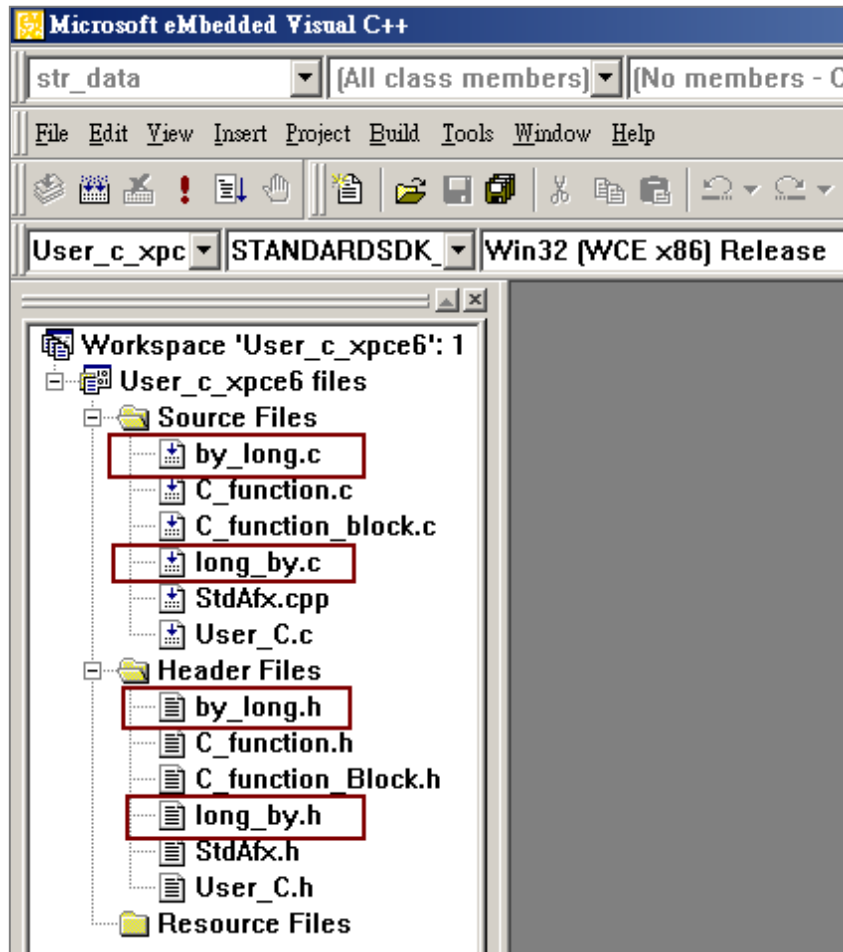 Microsoft eMbedded Visual C++
str_data (All class members) (No members - C
File Edit View Insert Project Build Tools Window Help
User_c_xpc STANDARDSDK_ Win32 (WCE x86) Release
Workspace 'User_c_xpce6': 1
User_c_xpce6 files
Source Files
by_long.c
C_function.c
C_function_block.c
long_by.c
StdAfx.cpp
User_C.c
Header Files
by_long.h
C_function.h
C_function_Block.h
long_by.h
StdAfx.h
User_C.h
Resource Files